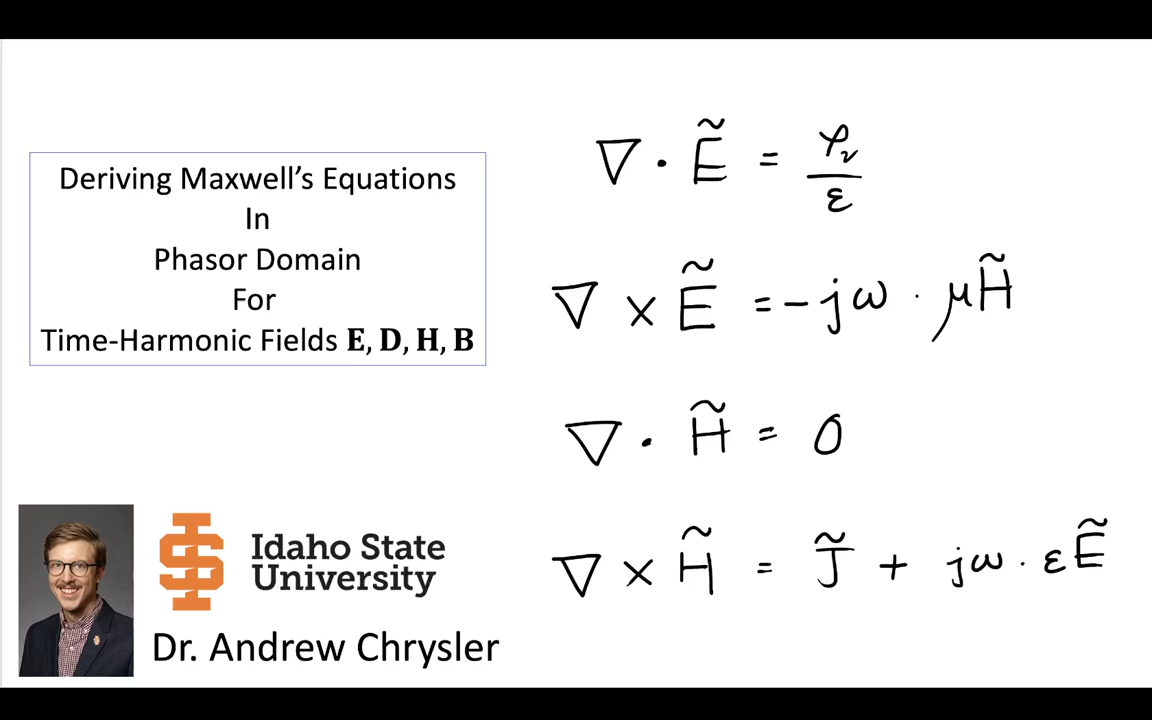 Deriving Maxwell’s Equations
In
Phasor Domain
For
Time-Harmonic Fields E, D, H, B
∇ · Ẽ = ρᵥ / ε
∇ × Ẽ = -jω · μH̃
∇ · H̃ = 0
∇ × H̃ = J̃ + jω · εẼ
Idaho State
University
Dr. Andrew Chrysler